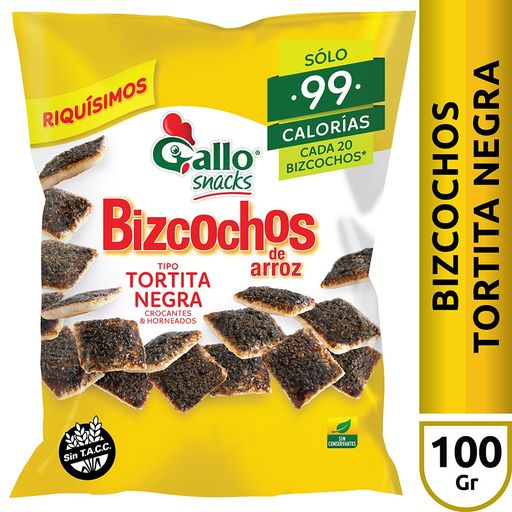 RIQUÍSIMOS
SÓLO
·99·
CALORÍAS
CADA 20
BIZCOCHOS*
Gallo®
snacks
Bizcochos
de
arroz
TIPO
TORTITA
NEGRA
CROCANTES
& HORNEADOS
Sin T.A.C.C.
SIN
CONSERVANTES
BIZCOCHOS
TORTITA NEGRA
100
Gr